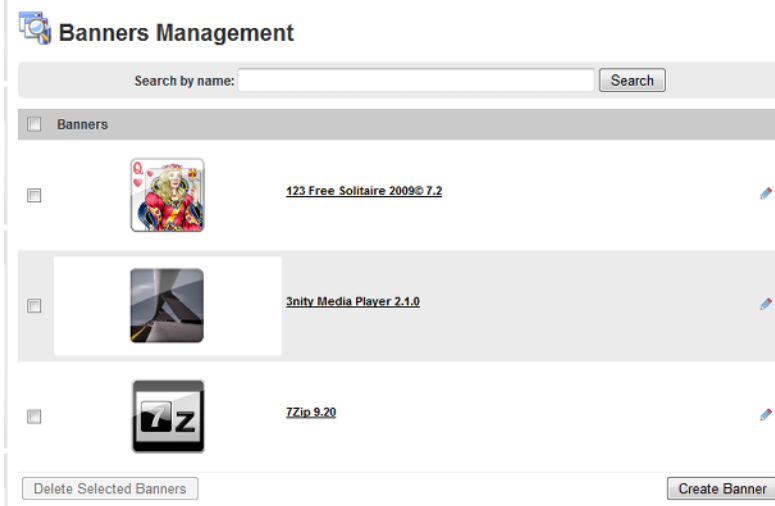 Banners Management
Search by name: Search
Banners
Q
123 Free Solitaire 2009© 7.2
3nity Media Player 2.1.0
7z
7Zip 9.20
Delete Selected Banners Create Banner